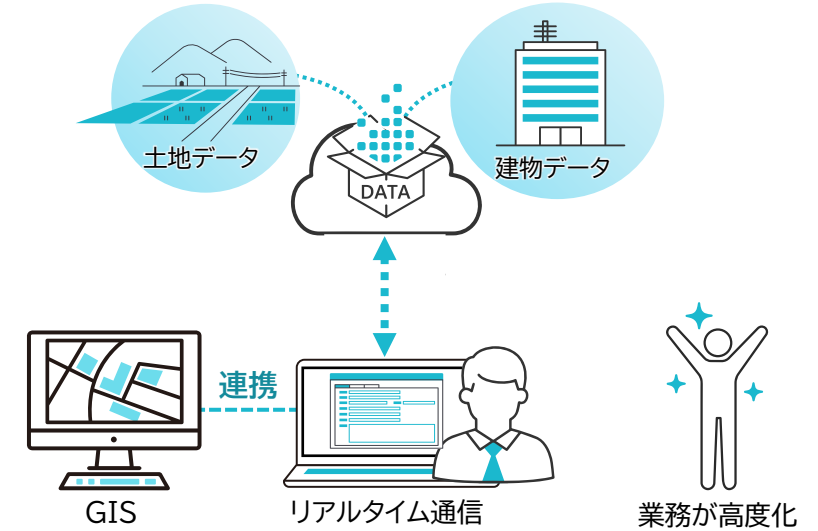 土地データ
建物データ
DATA
連携
GIS
リアルタイム通信
業務が高度化